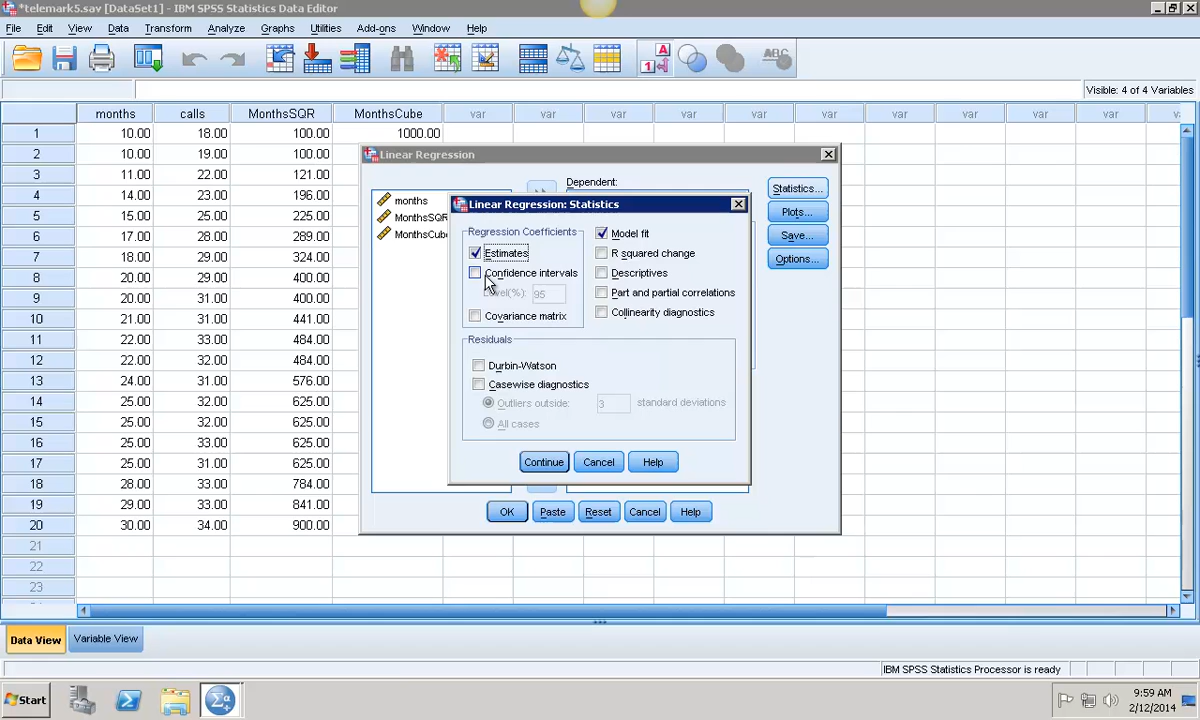 *telemark5.sav [DataSet1] - IBM SPSS Statistics Data Editor
File Edit View Data Transform Analyze Graphs Utilities Add-ons Window Help
Visible: 4 of 4 Variables
months calls MonthsSQR MonthsCube var var var var var var var var var v
1 10.00 18.00 100.00 1000.00
2 10.00 19.00 100.00
3 11.00 22.00 121.00
4 14.00 23.00 196.00
5 15.00 25.00 225.00
6 17.00 28.00 289.00
7 18.00 29.00 324.00
8 20.00 29.00 400.00
9 20.00 31.00 400.00
10 21.00 31.00 441.00
11 22.00 33.00 484.00
12 22.00 32.00 484.00
13 24.00 31.00 576.00
14 25.00 32.00 625.00
15 25.00 32.00 625.00
16 25.00 33.00 625.00
17 25.00 31.00 625.00
18 28.00 33.00 784.00
19 29.00 33.00 841.00
20 30.00 34.00 900.00
21
22
23
Linear Regression
Dependent:
months
MonthsSQR
MonthsCube
Statistics...
Plots...
Save...
Options...
Linear Regression: Statistics
Regression Coefficients
Estimates
Confidence intervals
Level(%): 95
Covariance matrix
Model fit
R squared change
Descriptives
Part and partial correlations
Collinearity diagnostics
Residuals
Durbin-Watson
Casewise diagnostics
Outliers outside: 3 standard deviations
All cases
Continue Cancel Help
OK Paste Reset Cancel Help
Data View Variable View
IBM SPSS Statistics Processor is ready
Start
9:59 AM
2/12/2014